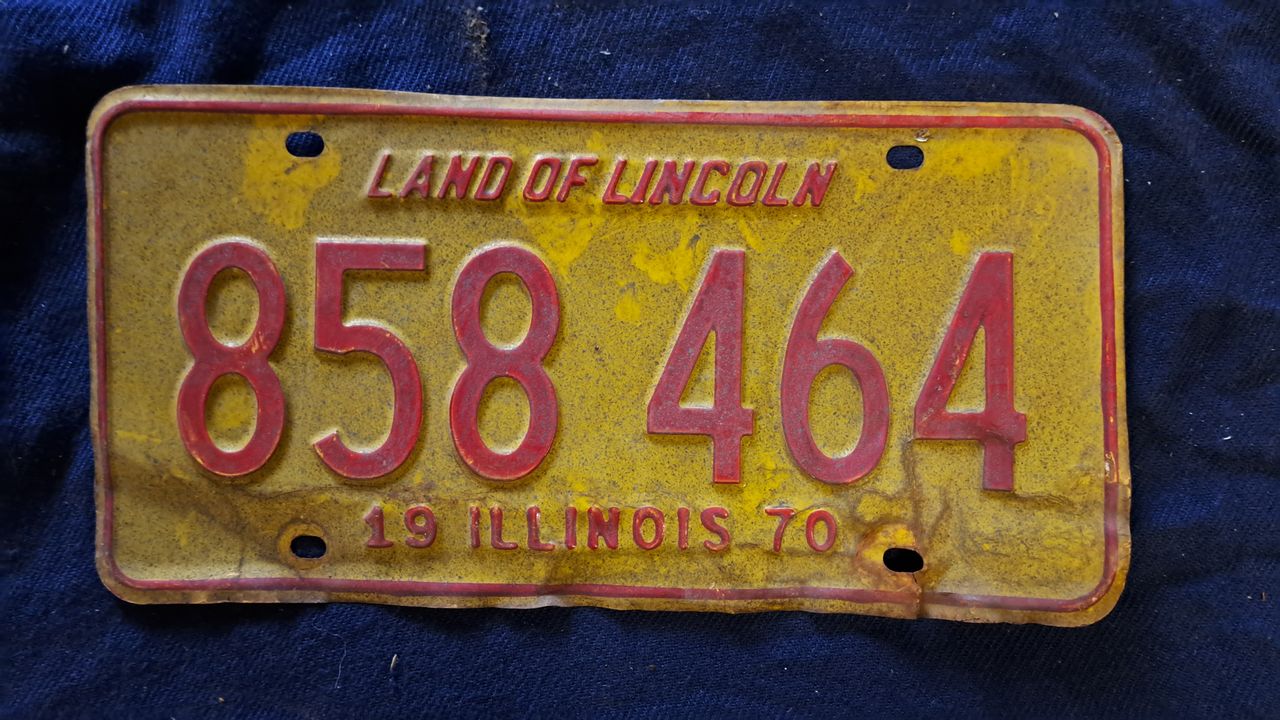 LAND OF LINCOLN
858 464
19 ILLINOIS 70